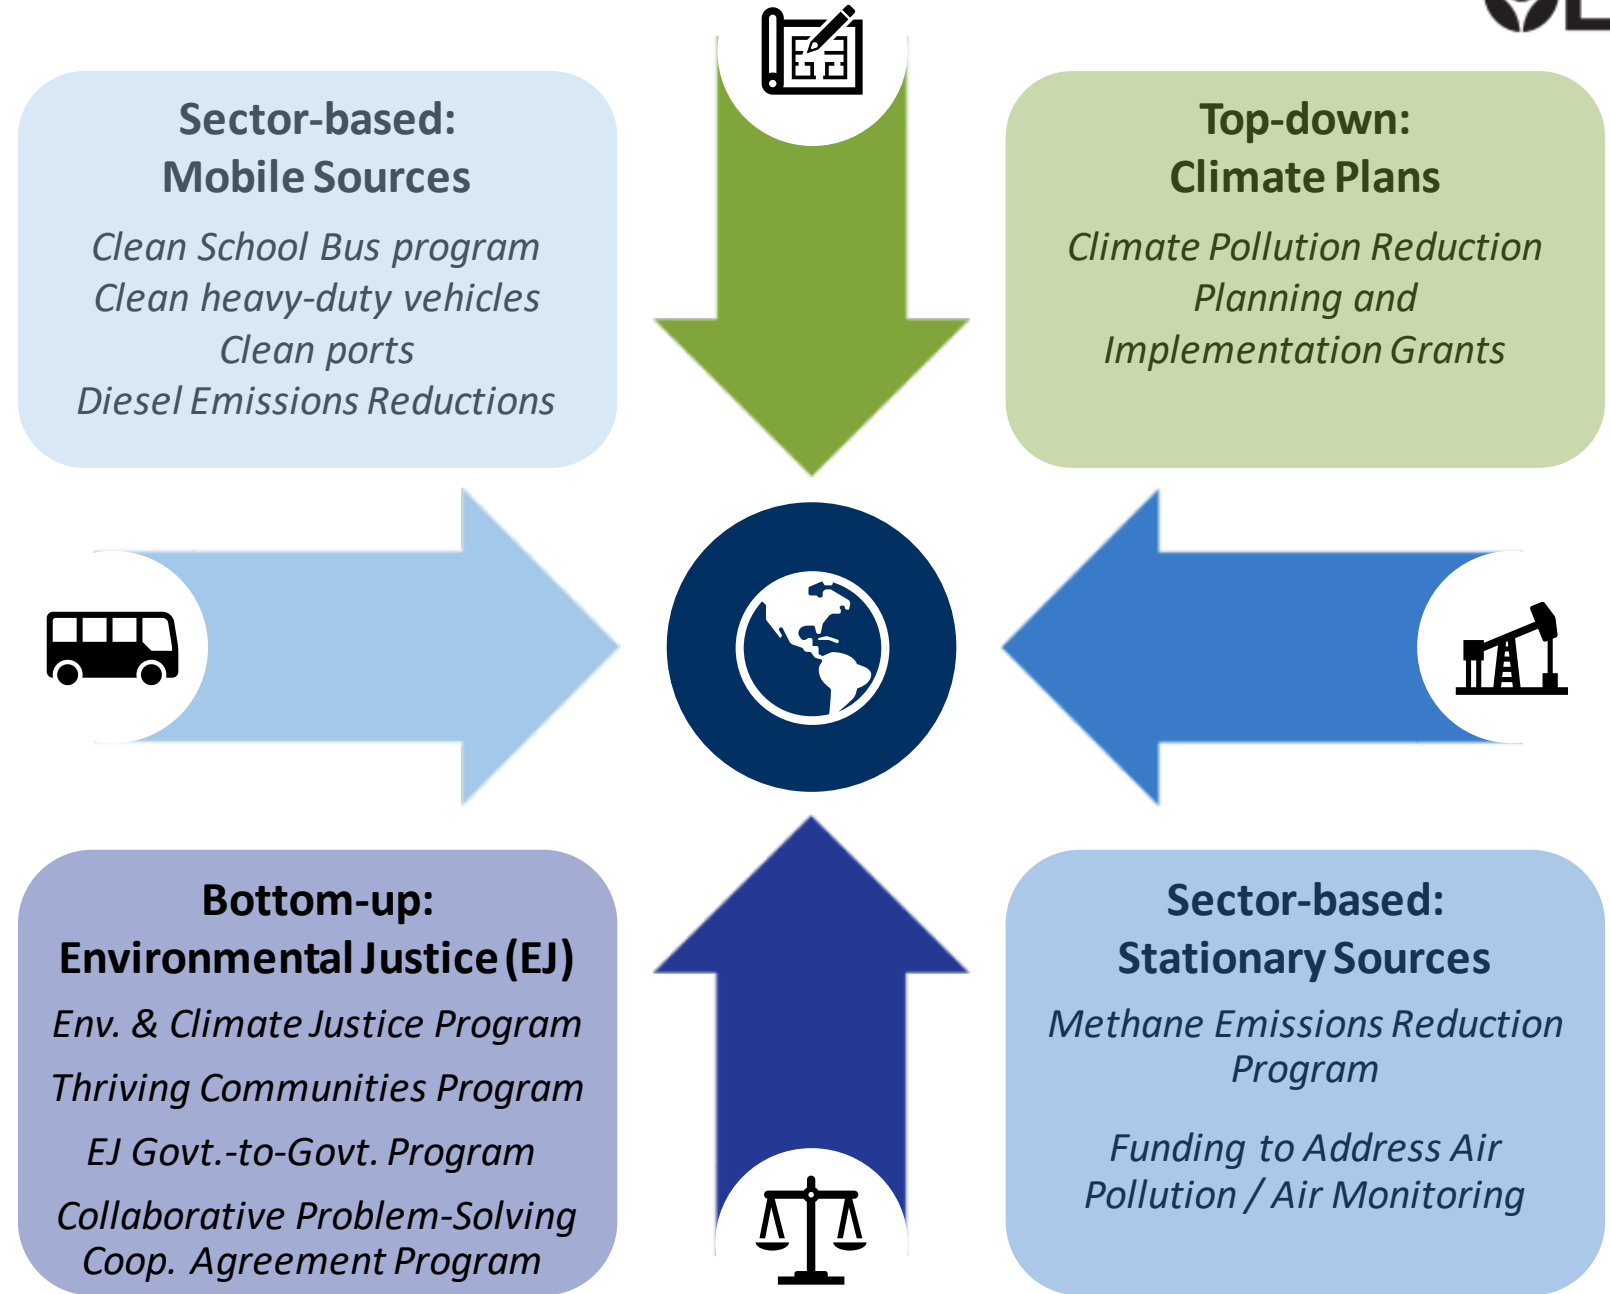 Sector-based:
Mobile Sources
Clean School Bus program
Clean heavy-duty vehicles
Clean ports
Diesel Emissions Reductions
Top-down:
Climate Plans
Climate Pollution Reduction
Planning and
Implementation Grants
Bottom-up:
Environmental Justice (EJ)
Env. & Climate Justice Program
Thriving Communities Program
EJ Govt.-to-Govt. Program
Collaborative Problem-Solving
Coop. Agreement Program
Sector-based:
Stationary Sources
Methane Emissions Reduction
Program
Funding to Address Air
Pollution / Air Monitoring